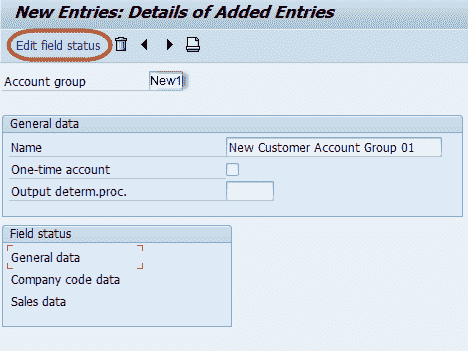 New Entries: Details of Added Entries
Edit field status
Account group New1
General data
Name New Customer Account Group 01
One-time account
Output determ.proc.
Field status
General data
Company code data
Sales data